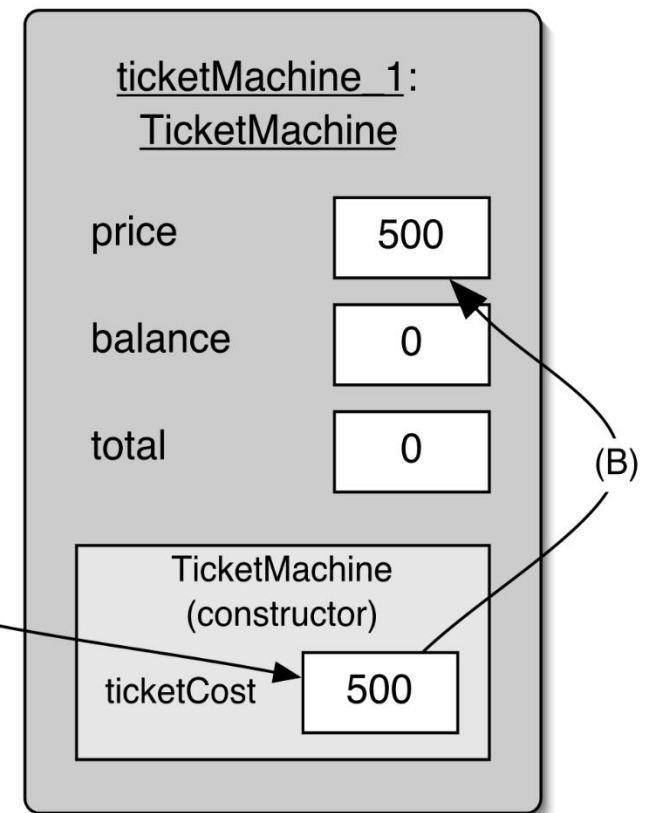 ticketMachine_1:
TicketMachine
price 500
balance 0
total 0
(B)
TicketMachine
(constructor)
ticketCost 500